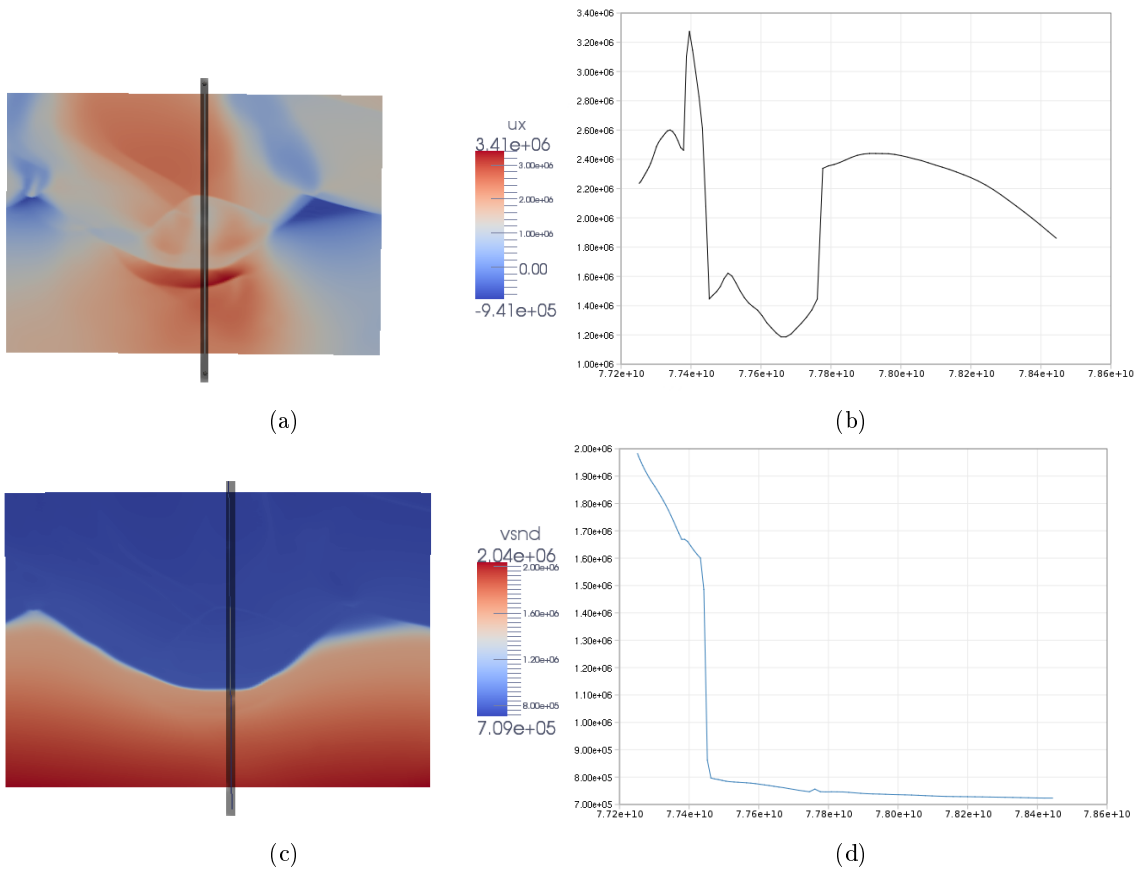 ux
3.41e+06
3.00e+06
2.00e+06
1.00e+06
0.00
-9.41e+05
3.40e+06
3.20e+06
3.00e+06
2.80e+06
2.60e+06
2.40e+06
2.20e+06
2.00e+06
1.80e+06
1.60e+06
1.40e+06
1.20e+06
1.00e+06
7.72e+10 7.74e+10 7.76e+10 7.78e+10 7.80e+10 7.82e+10 7.84e+10 7.86e+10
(a)
(b)
vsnd
2.04e+06
2.00e+06
1.60e+06
1.20e+06
8.00e+05
7.09e+05
2.00e+06
1.90e+06
1.80e+06
1.70e+06
1.60e+06
1.50e+06
1.40e+06
1.30e+06
1.20e+06
1.10e+06
1.00e+06
9.00e+05
8.00e+05
7.00e+05
7.72e+10 7.74e+10 7.76e+10 7.78e+10 7.80e+10 7.82e+10 7.84e+10 7.86e+10
(c)
(d)